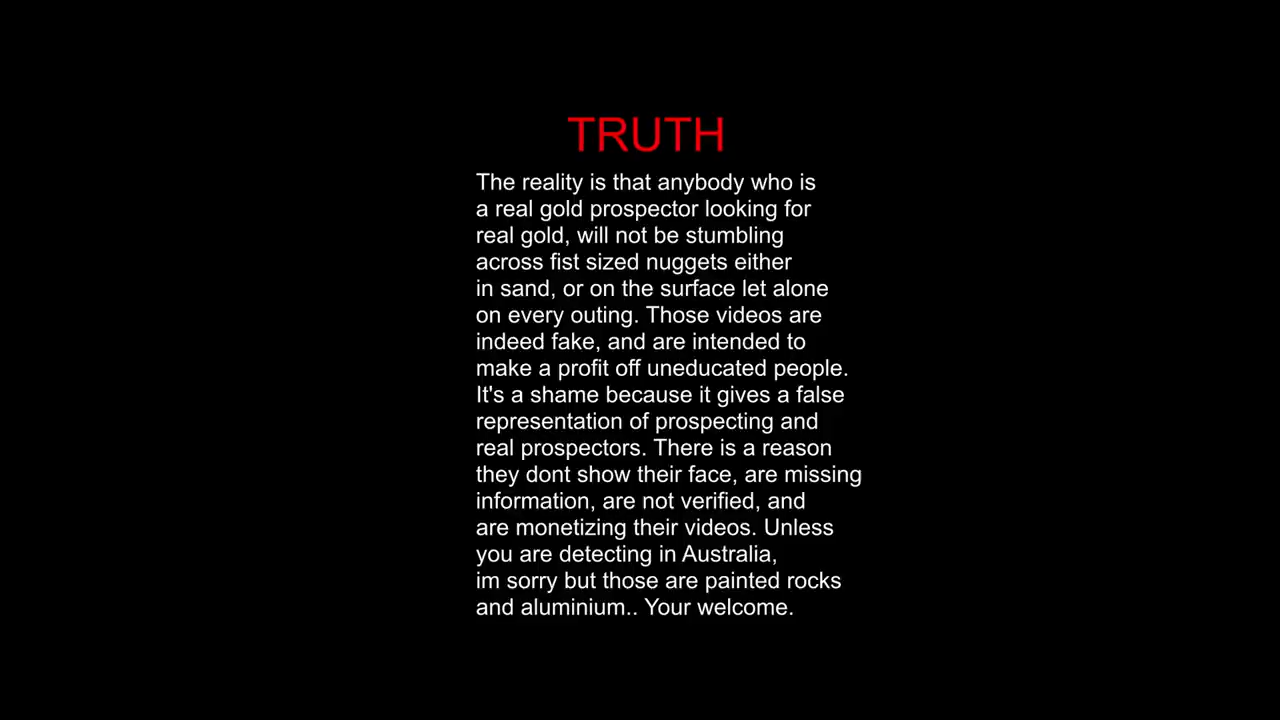 TRUTH
The reality is that anybody who is
a real gold prospector looking for
real gold, will not be stumbling
across fist sized nuggets either
in sand, or on the surface let alone
on every outing. Those videos are
indeed fake, and are intended to
make a profit off uneducated people.
It's a shame because it gives a false
representation of prospecting and
real prospectors. There is a reason
they dont show their face, are missing
information, are not verified, and
are monetizing their videos. Unless
you are detecting in Australia,
im sorry but those are painted rocks
and aluminium.. Your welcome.